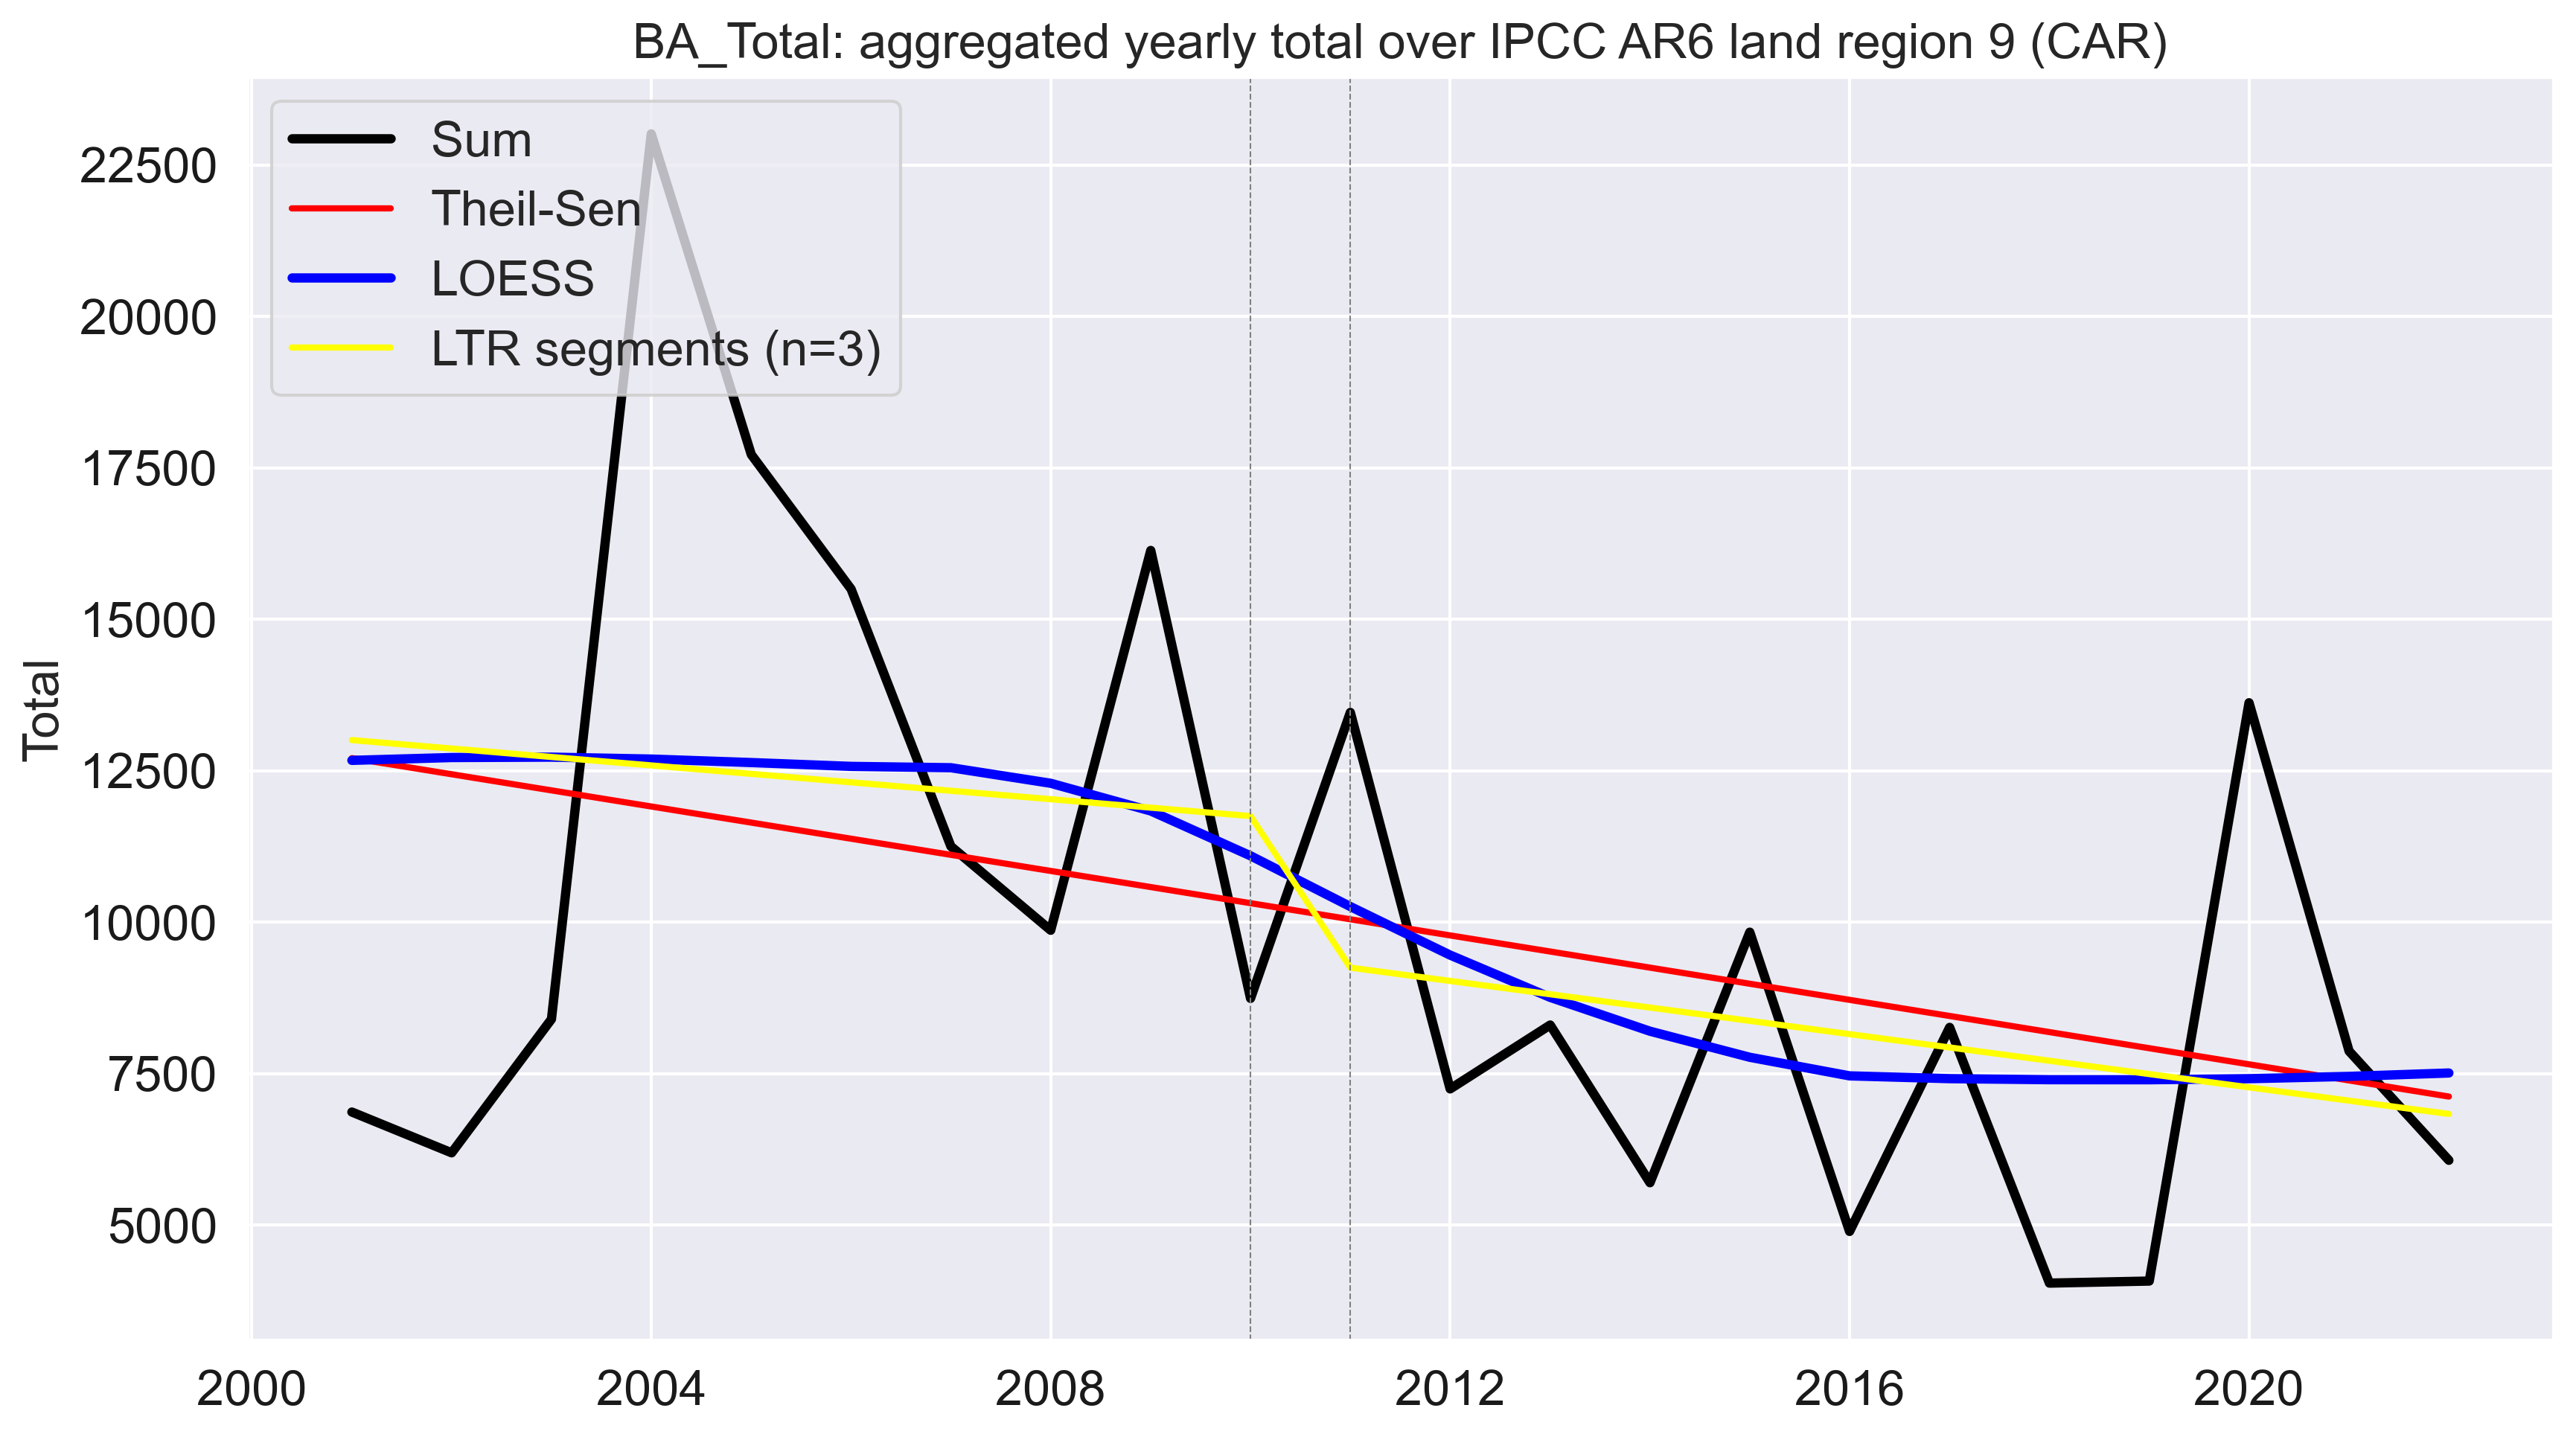 BA_Total: aggregated yearly total over IPCC AR6 land region 9 (CAR)
Sum
Theil-Sen
LOESS
LTR segments (n=3)
Total
22500
20000
17500
15000
12500
10000
7500
5000
2000 2004 2008 2012 2016 2020